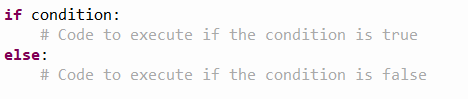 if condition:
    # Code to execute if the condition is true
else:
    # Code to execute if the condition is false